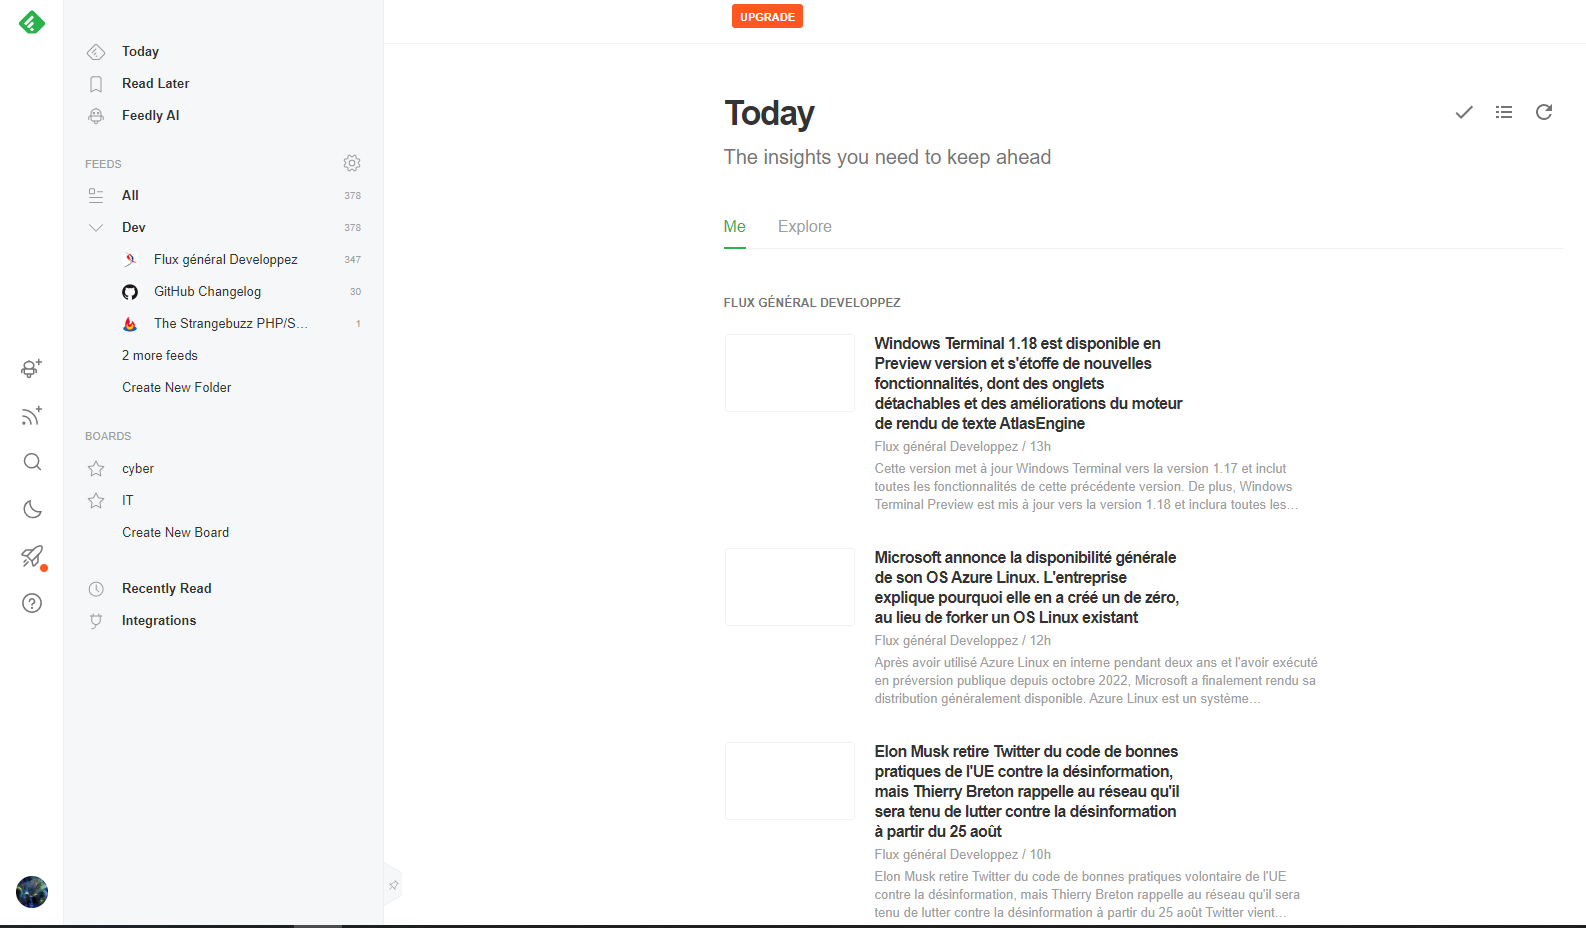 UPGRADE
Today
Read Later
Feedly AI
FEEDS
All 378
Dev 378
Flux général Developpez 347
GitHub Changelog 30
The Strangebuzz PHP/S... 1
2 more feeds
Create New Folder
BOARDS
cyber
IT
Create New Board
Recently Read
Integrations
Today
The insights you need to keep ahead
Me Explore
FLUX GÉNÉRAL DEVELOPPEZ
Windows Terminal 1.18 est disponible en
Preview version et s'étoffe de nouvelles
fonctionnalités, dont des onglets
détachables et des améliorations du moteur
de rendu de texte AtlasEngine
Flux général Developpez / 13h
Cette version met à jour Windows Terminal vers la version 1.17 et inclut
toutes les fonctionnalités de cette précédente version. De plus, Windows
Terminal Preview est mis à jour vers la version 1.18 et inclura toutes les…
Microsoft annonce la disponibilité générale
de son OS Azure Linux. L'entreprise
explique pourquoi elle en a créé un de zéro,
au lieu de forker un OS Linux existant
Flux général Developpez / 12h
Après avoir utilisé Azure Linux en interne pendant deux ans et l'avoir exécuté
en préversion publique depuis octobre 2022, Microsoft a finalement rendu sa
distribution généralement disponible. Azure Linux est un système…
Elon Musk retire Twitter du code de bonnes
pratiques de l'UE contre la désinformation,
mais Thierry Breton rappelle au réseau qu'il
sera tenu de lutter contre la désinformation
à partir du 25 août
Flux général Developpez / 10h
Elon Musk retire Twitter du code de bonnes pratiques volontaire de l'UE
contre la désinformation, mais Thierry Breton rappelle au réseau qu'il sera
tenu de lutter contre la désinformation à partir du 25 août Twitter vient…